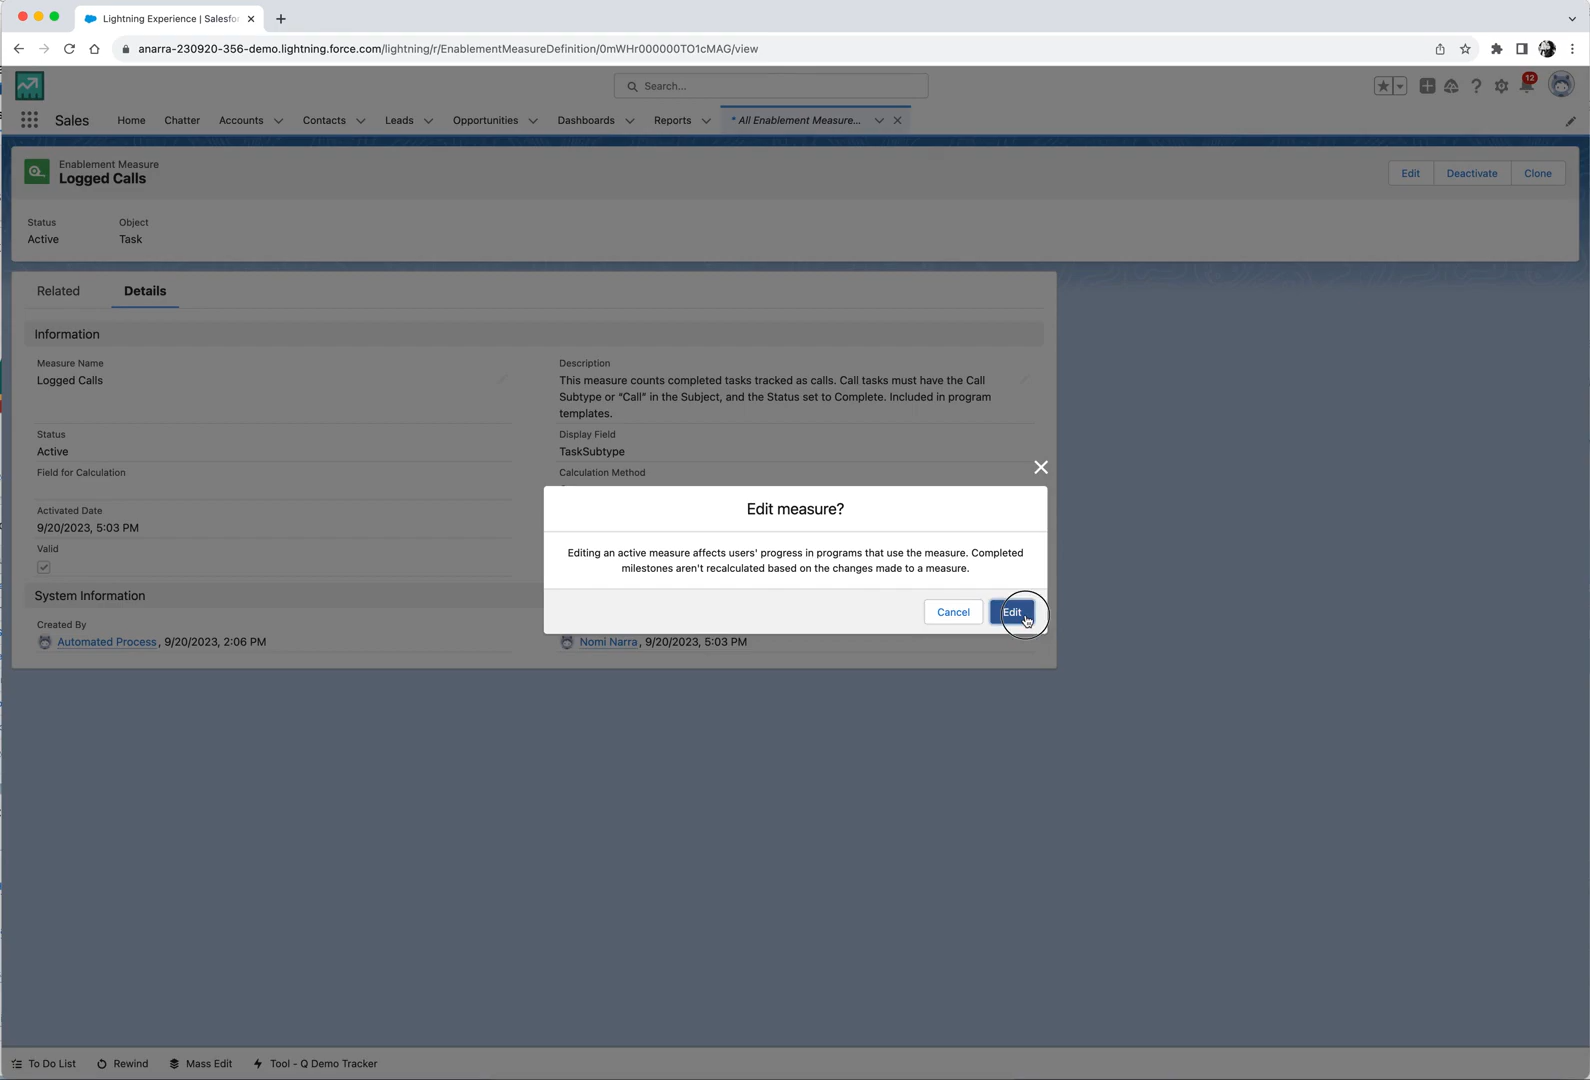 Lightning Experience | Salesfo
anarra-230920-356-demo.lightning.force.com/lightning/r/EnablementMeasureDefinition/0mWHr000000TO1cMAG/view
Search...
12
Sales Home Chatter Accounts Contacts Leads Opportunities Dashboards Reports * All Enablement Measure...
Enablement Measure
Logged Calls
Edit Deactivate Clone
Status Object
Active Task
Related Details
Information
Measure Name Description
Logged Calls This measure counts completed tasks tracked as calls. Call tasks must have the Call
Subtype or “Call” in the Subject, and the Status set to Complete. Included in program
templates.
Status Display Field
Active TaskSubtype
Field for Calculation Calculation Method
Activated Date
9/20/2023, 5:03 PM
Valid
Edit measure?
Editing an active measure affects users' progress in programs that use the measure. Completed
milestones aren't recalculated based on the changes made to a measure.
Cancel Edit
System Information
Created By
Automated Process, 9/20/2023, 2:06 PM Nomi Narra, 9/20/2023, 5:03 PM
To Do List Rewind Mass Edit Tool - Q Demo Tracker